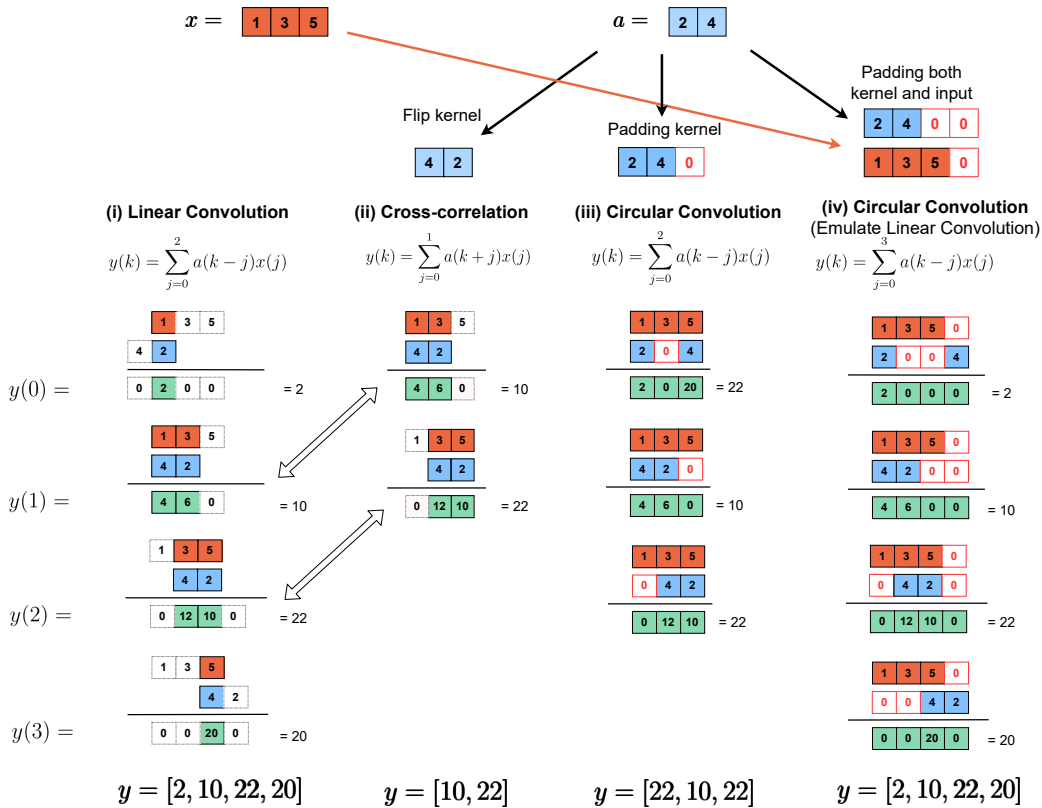 x = 1 3 5
a = 2 4
Padding both
kernel and input
Flip kernel
Padding kernel
2 4 0 0
4 2
2 4 0
1 3 5 0
(i) Linear Convolution
y(k) = \sum_{j=0}^{2} a(k − j)x(j)
(ii) Cross-correlation
y(k) = \sum_{j=0}^{1} a(k + j)x(j)
(iii) Circular Convolution
y(k) = \sum_{j=0}^{2} a(k − j)x(j)
(iv) Circular Convolution
(Emulate Linear Convolution)
y(k) = \sum_{j=0}^{3} a(k − j)x(j)
y(0) =
1 3 5
4 2
0 2 0 0 = 2
1 3 5
4 2
4 6 0 = 10
1 3 5
2 0 4
2 0 20 = 22
1 3 5 0
2 0 0 4
2 0 0 0 = 2
y(1) =
1 3 5
4 2
4 6 0 = 10
1 3 5
4 2
0 12 10 = 22
1 3 5
4 2 0
4 6 0 = 10
1 3 5 0
4 2 0 0
4 6 0 0 = 10
y(2) =
1 3 5
4 2
0 12 10 0 = 22
1 3 5
0 4 2
0 12 10 = 22
1 3 5 0
0 4 2 0
0 12 10 0 = 22
y(3) =
1 3 5
4 2
0 0 20 0 = 20
1 3 5 0
0 0 4 2
0 0 20 0 = 20
y = [2, 10, 22, 20]
y = [10, 22]
y = [22, 10, 22]
y = [2, 10, 22, 20]